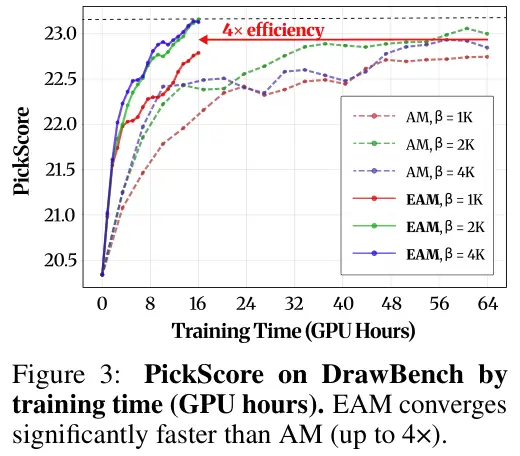 4× efficiency
23.0
22.5
22.0
21.5
21.0
20.5
PickScore
AM, β = 1K
AM, β = 2K
AM, β = 4K
EAM, β = 1K
EAM, β = 2K
EAM, β = 4K
0 8 16 24 32 40 48 56 64
Training Time (GPU Hours)
Figure 3: PickScore on DrawBench by
training time (GPU hours). EAM converges
significantly faster than AM (up to 4×).